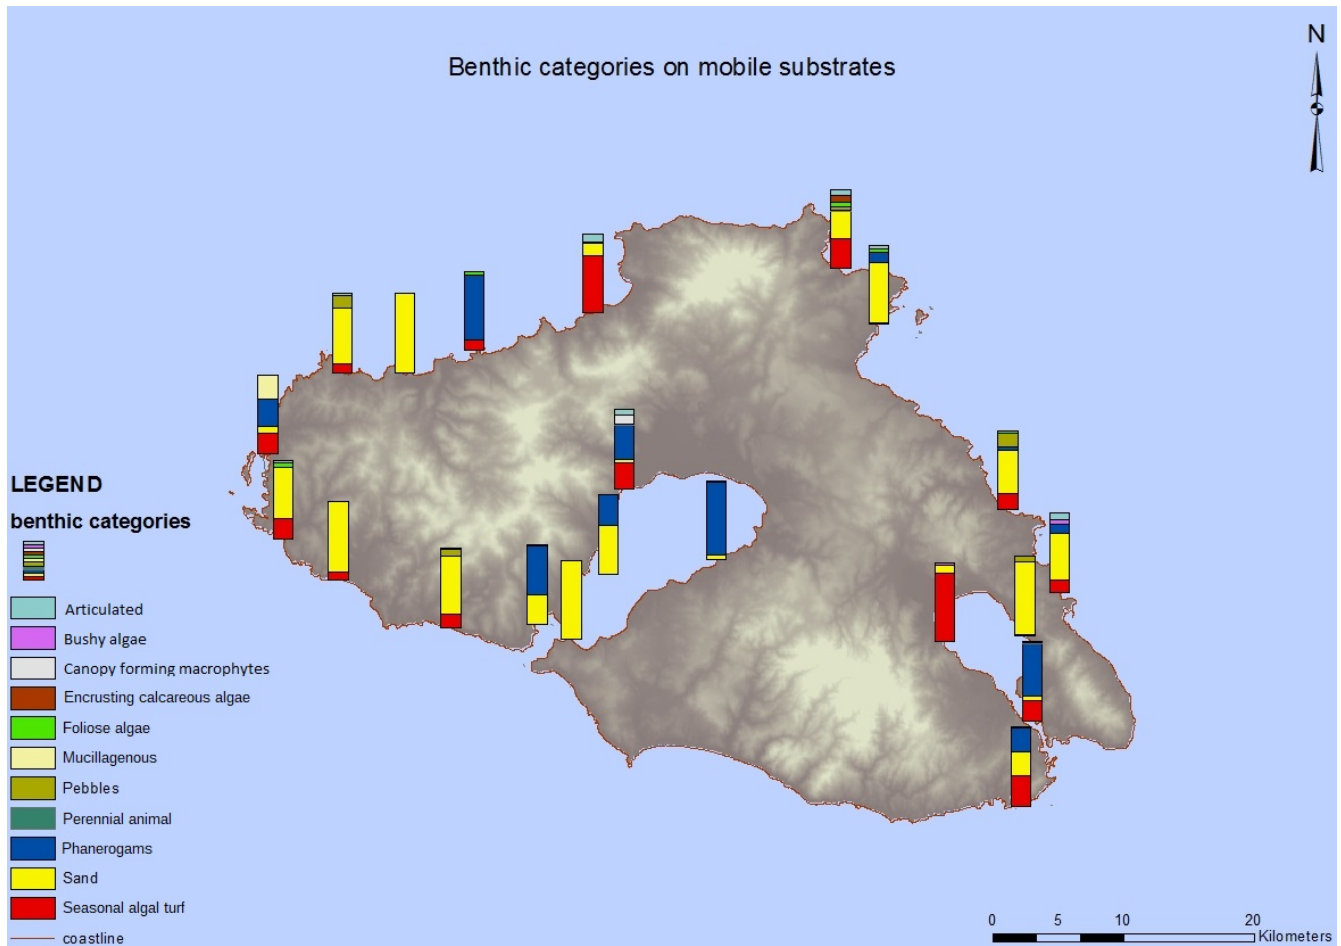 N
Benthic categories on mobile substrates
LEGEND
benthic categories
Articulated
Bushy algae
Canopy forming macrophytes
Encrusting calcareous algae
Foliose algae
Mucillagenous
Pebbles
Perennial animal
Phanerogams
Sand
Seasonal algal turf
coastline
0 5 10 20
Kilometers